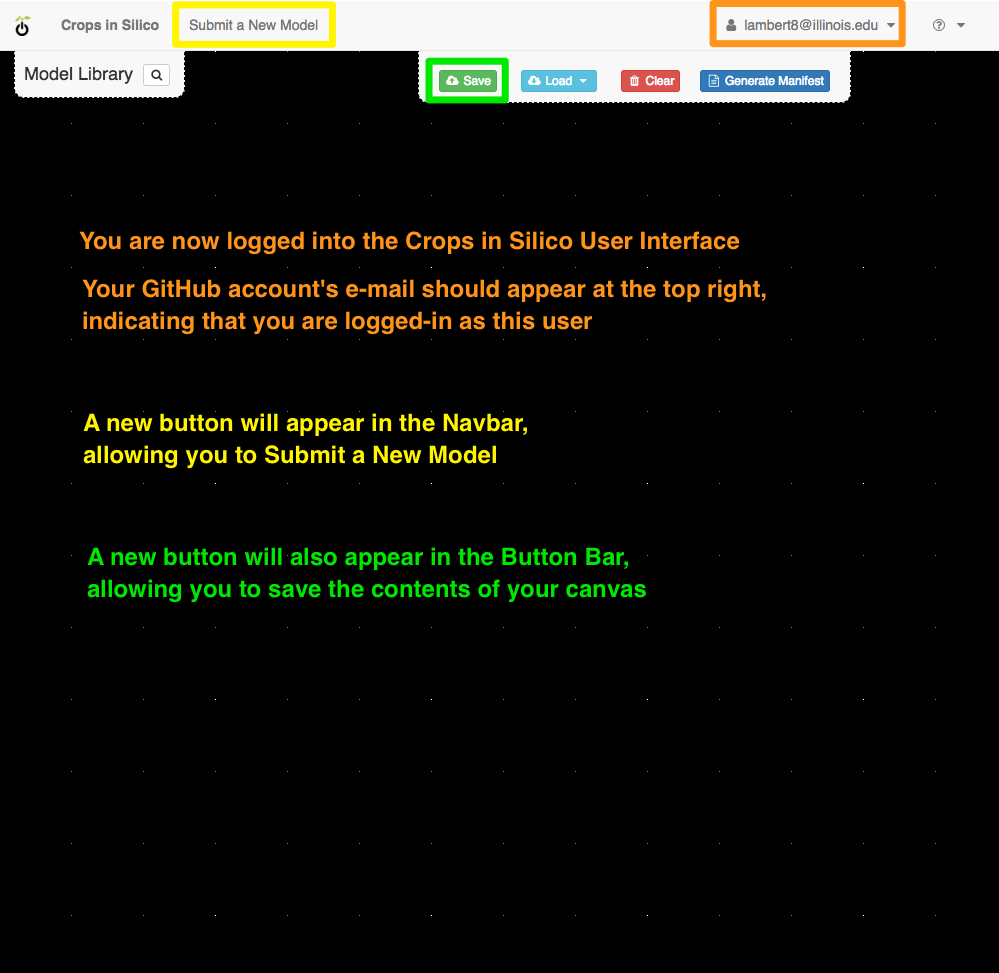 Crops in Silico Submit a New Model lambert8@illinois.edu
Model Library Save Load Clear Generate Manifest
You are now logged into the Crops in Silico User Interface
Your GitHub account's e-mail should appear at the top right,
indicating that you are logged-in as this user
A new button will appear in the Navbar,
allowing you to Submit a New Model
A new button will also appear in the Button Bar,
allowing you to save the contents of your canvas